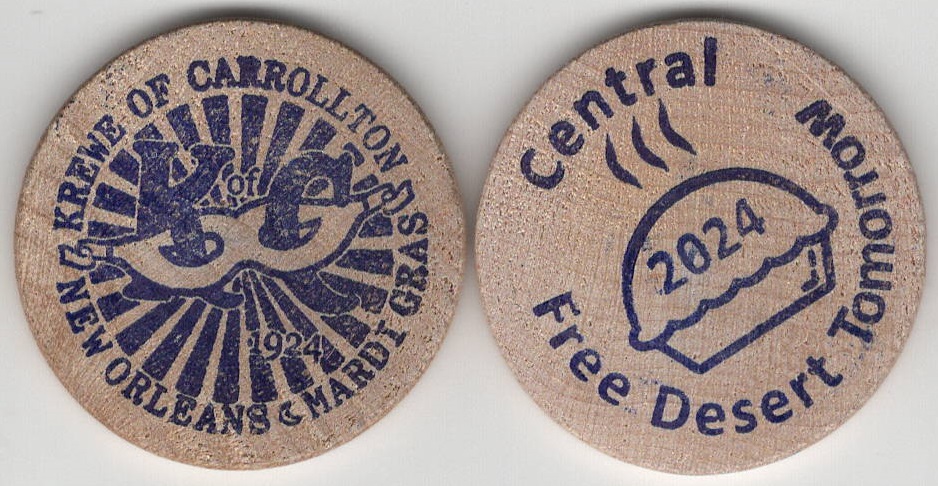 KREWE OF CARROLLTON
K of C
1924
NEW ORLEANS MARDI GRAS
Central
2024
Free Desert Tomorrow